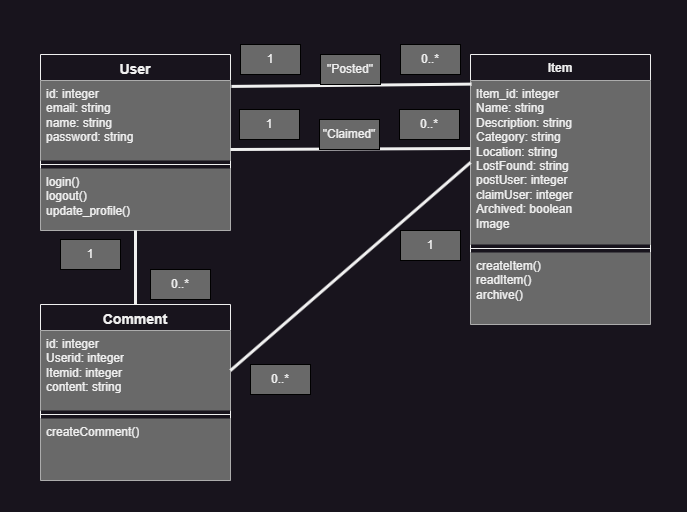 1
"Posted"
0..*
User
id: integer
email: string
name: string
password: string
login()
logout()
update_profile()
1
"Claimed"
0..*
Item
Item_id: integer
Name: string
Description: string
Category: string
Location: string
LostFound: string
postUser: integer
claimUser: integer
Archived: boolean
Image
createItem()
readItem()
archive()
1
0..*
1
0..*
Comment
id: integer
Userid: integer
Itemid: integer
content: string
createComment()